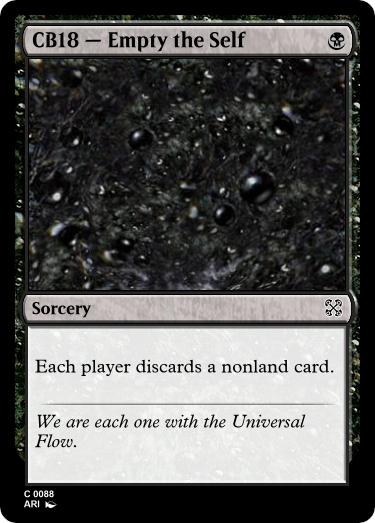 CB18 — Empty the Self
Sorcery
Each player discards a nonland card.
We are each one with the Universal
Flow.
C 0088
ARI